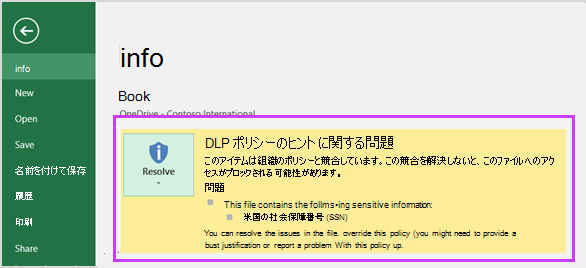 info
New
Open
Save
名前を付けて保存
履歴
印刷
Share
info
Book
OneDrive - Contoso International
Resolve
DLP ポリシーのヒントに関する問題
このアイテムは組織のポリシーと競合しています。この競合を解決しないと、このファイルへのアク
セスがブロックされる可能性があります。
問題
This file contains the follms-ing sensitive information:
米国の社会保障番号 (SSN)
You can resolve the issues in the file. override this policy (you might need to provide a
bust justification or report a problem With this policy up.